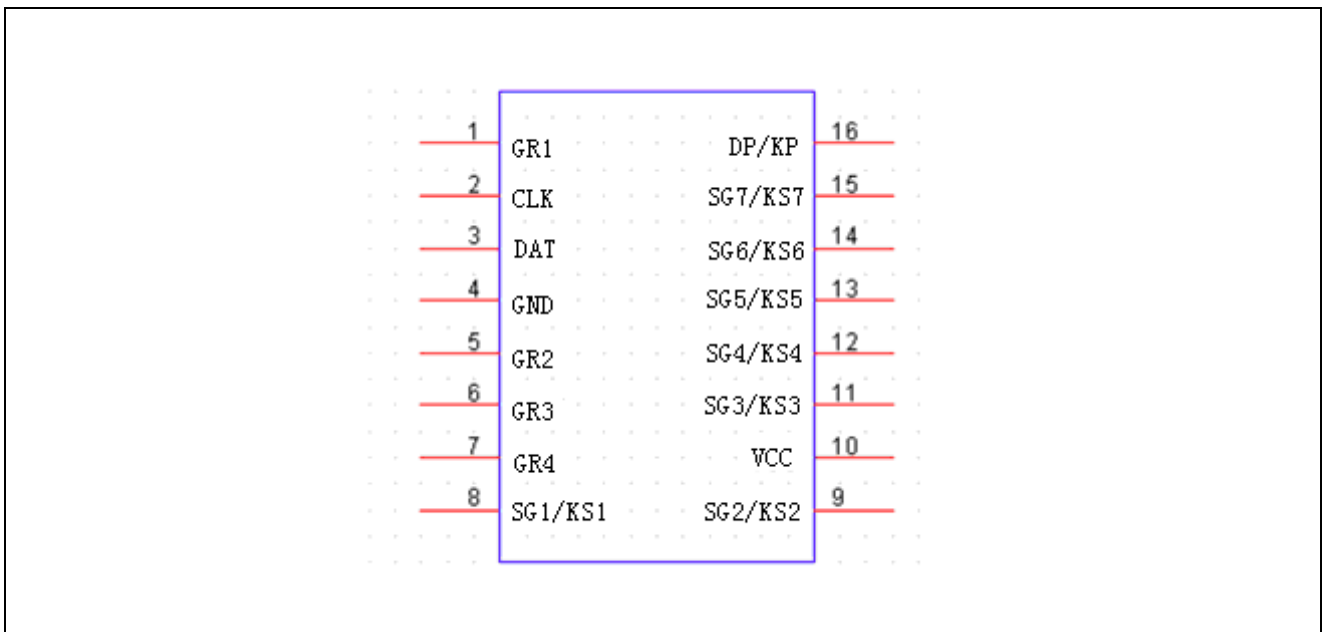 1 GR1 DP/KP 16
2 CLK SG7/KS7 15
3 DAT SG6/KS6 14
4 GND SG5/KS5 13
5 GR2 SG4/KS4 12
6 GR3 SG3/KS3 11
7 GR4 VCC 10
8 SG1/KS1 SG2/KS2 9